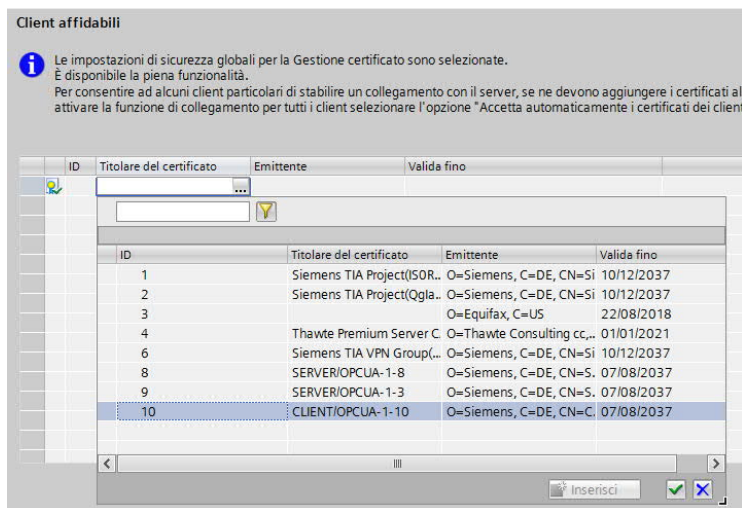 Client affidabili
Le impostazioni di sicurezza globali per la Gestione certificato sono selezionate.
È disponibile la piena funzionalità.
Per consentire ad alcuni client particolari di stabilire un collegamento con il server, se ne devono aggiungere i certificati al
attivare la funzione di collegamento per tutti i client selezionare l'opzione "Accetta automaticamente i certificati dei client
ID Titolare del certificato Emittente Valida fino
...
ID Titolare del certificato Emittente Valida fino
1 Siemens TIA Project(IS0R... O=Siemens, C=DE, CN=Si 10/12/2037
2 Siemens TIA Project(Qgla... O=Siemens, C=DE, CN=Si 10/12/2037
3 O=Equifax, C=US 22/08/2018
4 Thawte Premium Server C. O=Thawte Consulting cc,... 01/01/2021
6 Siemens TIA VPN Group(... O=Siemens, C=DE, CN=Si 10/12/2037
8 SERVER/OPCUA-1-8 O=Siemens, C=DE, CN=S. 07/08/2037
9 SERVER/OPCUA-1-3 O=Siemens, C=DE, CN=S. 07/08/2037
10 CLIENT/OPCUA-1-10 O=Siemens, C=DE, CN=C. 07/08/2037
Inserisci